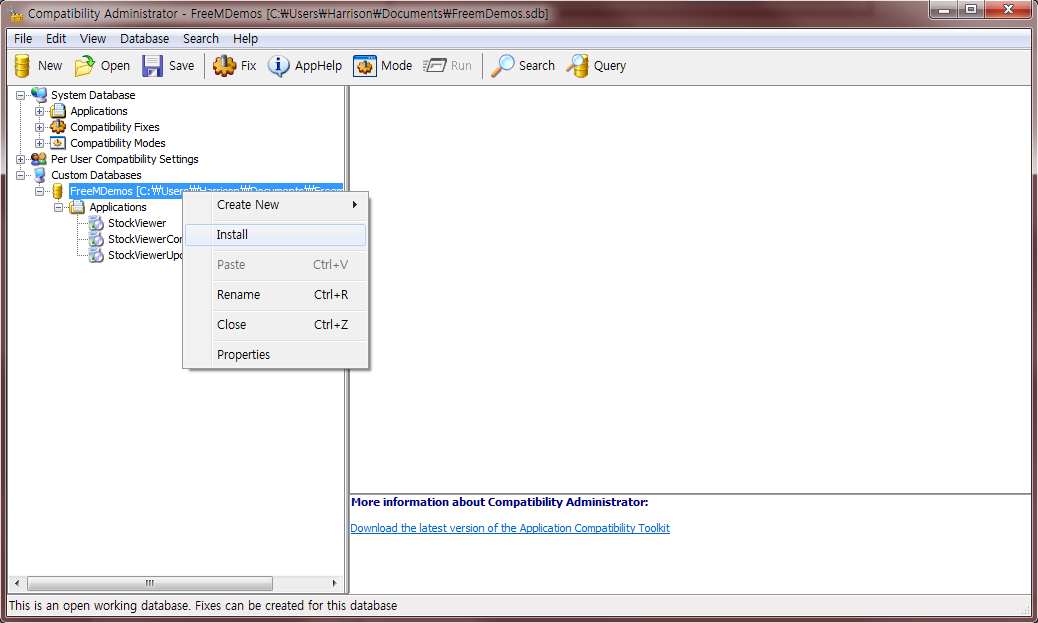 Compatibility Administrator - FreeMDemos [C:₩Users₩Harrison₩Documents₩FreemDemos.sdb]
File Edit View Database Search Help
New Open Save Fix AppHelp Mode Run Search Query
System Database
Applications
Compatibility Fixes
Compatibility Modes
Per User Compatibility Settings
Custom Databases
FreeMDemos [C:₩Users₩Harrison₩Documents₩Freem
Applications
StockViewer
StockViewerCon
StockViewerUpd
Create New
Install
Paste Ctrl+V
Rename Ctrl+R
Close Ctrl+Z
Properties
More information about Compatibility Administrator:
Download the latest version of the Application Compatibility Toolkit
This is an open working database. Fixes can be created for this database